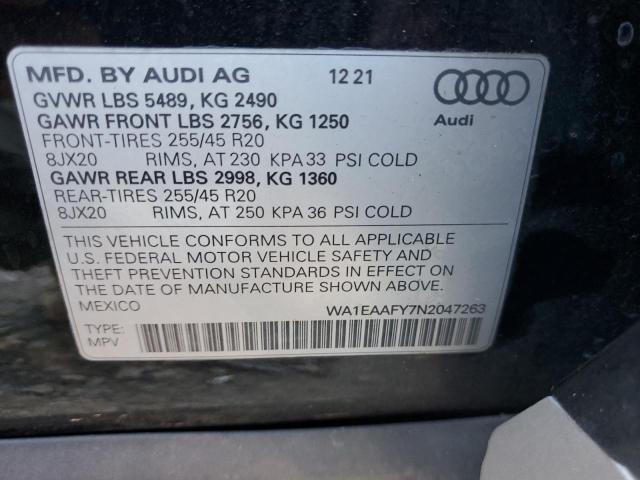 MFD. BY AUDI AG 12 21
GVWR LBS 5489, KG 2490
GAWR FRONT LBS 2756, KG 1250
Audi
FRONT-TIRES 255/45 R20
8JX20 RIMS, AT 230 KPA 33 PSI COLD
GAWR REAR LBS 2998, KG 1360
REAR-TIRES 255/45 R20
8JX20 RIMS, AT 250 KPA 36 PSI COLD
THIS VEHICLE CONFORMS TO ALL APPLICABLE
U.S. FEDERAL MOTOR VEHICLE SAFETY AND
THEFT PREVENTION STANDARDS IN EFFECT ON
THE DATE OF MANUFACTURE SHOWN ABOVE.
MEXICO WA1EAAFY7N2047263
TYPE:
MPV